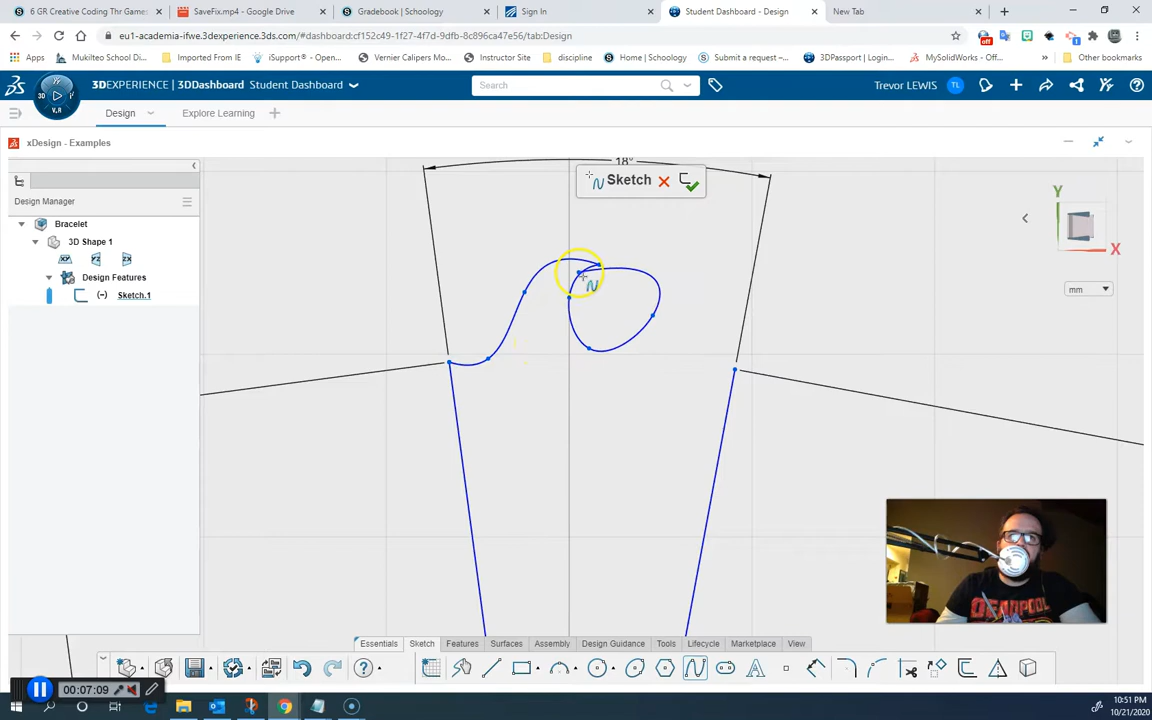 6 GR Creative Coding Thr Game:
SaveFix.mp4 - Google Drive
Gradebook | Schoology
Sign In
Student Dashboard - Design
New Tab
eu1-academia-ifwe.3dexperience.3ds.com/#dashboard:cf152c49-1f27-4f7d-9dfb-8c896ca47e56/tab:Design
Apps
Mukilteo School Di...
Imported From IE
iSupport® - Open...
Vernier Calipers Mo...
Instructor Site
discipline
Home | Schoology
Submit a request –...
3DPassport - Login
MySolidWorks - Off...
Other bookmarks
3DEXPERIENCE | 3DDashboard Student Dashboard
Search
Trevor LEWIS
TL
3D
V.R
Design
Explore Learning
xDesign - Examples
Design Manager
Bracelet
3D Shape 1
XY
YZ
ZX
Design Features
(-) Sketch.1
18°
Sketch
Y
X
mm
DEADPOOL
Essentials
Sketch
Features
Surfaces
Assembly
Design Guidance
Tools
Lifecycle
Marketplace
View
00:07:09
10:51 PM
10/21/2020